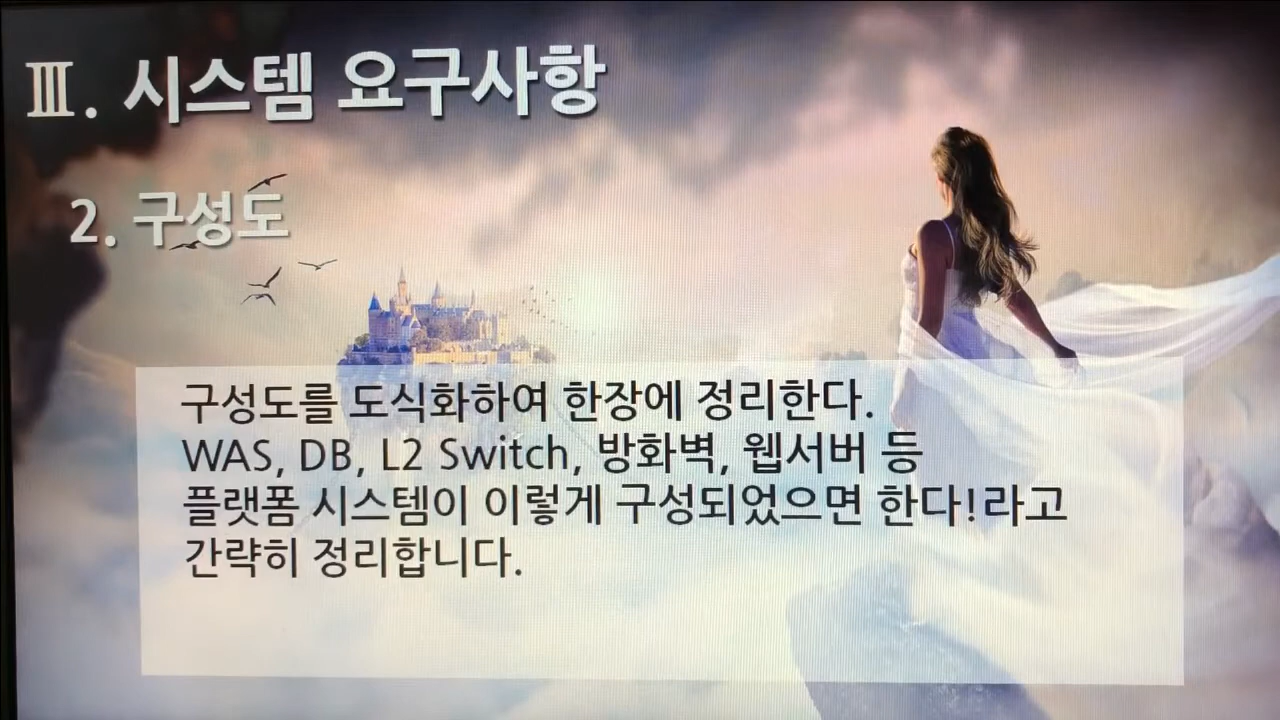 Ⅲ. 시스템 요구사항
2. 구성도
구성도를 도식화하여 한장에 정리한다.
WAS, DB, L2 Switch, 방화벽, 웹서버 등
플랫폼 시스템이 이렇게 구성되었으면 한다!라고
간략히 정리합니다.